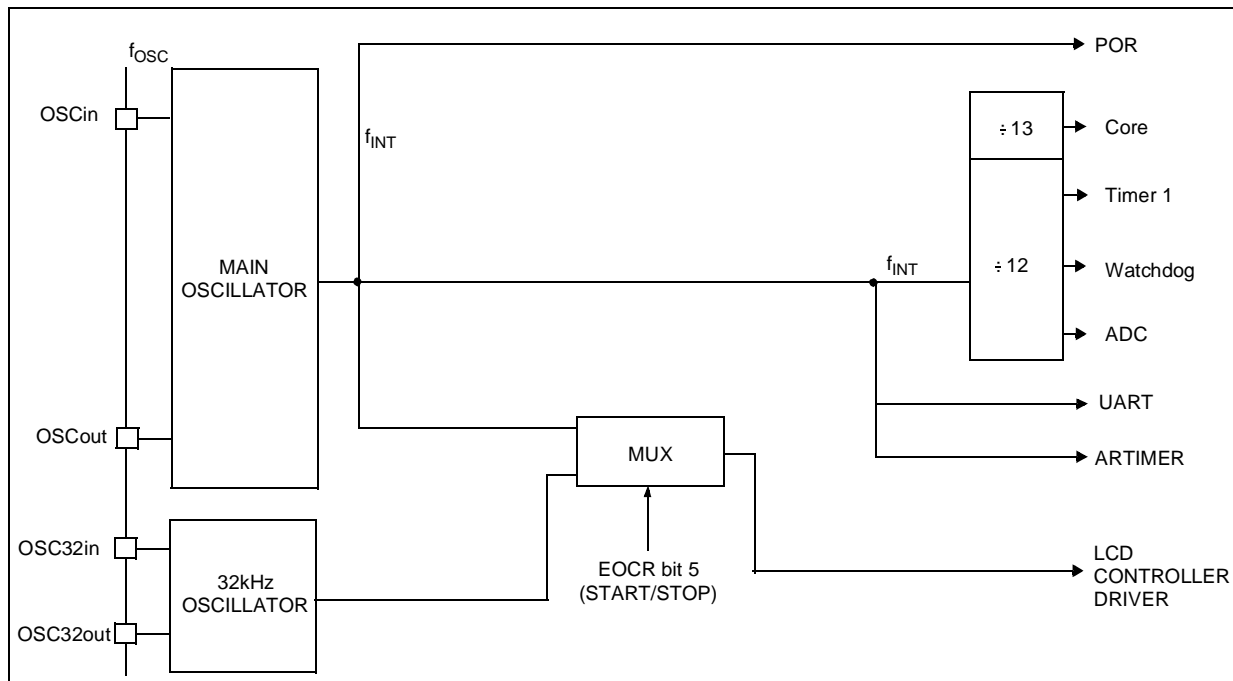 fOSC
POR
OSCin
÷13
Core
fINT
Timer 1
MAIN
OSCILLATOR
fINT
÷12
Watchdog
ADC
UART
OSCout
MUX
ARTIMER
OSC32in
32kHz
OSCILLATOR
EOCR bit 5
(START/STOP)
LCD
CONTROLLER
DRIVER
OSC32out